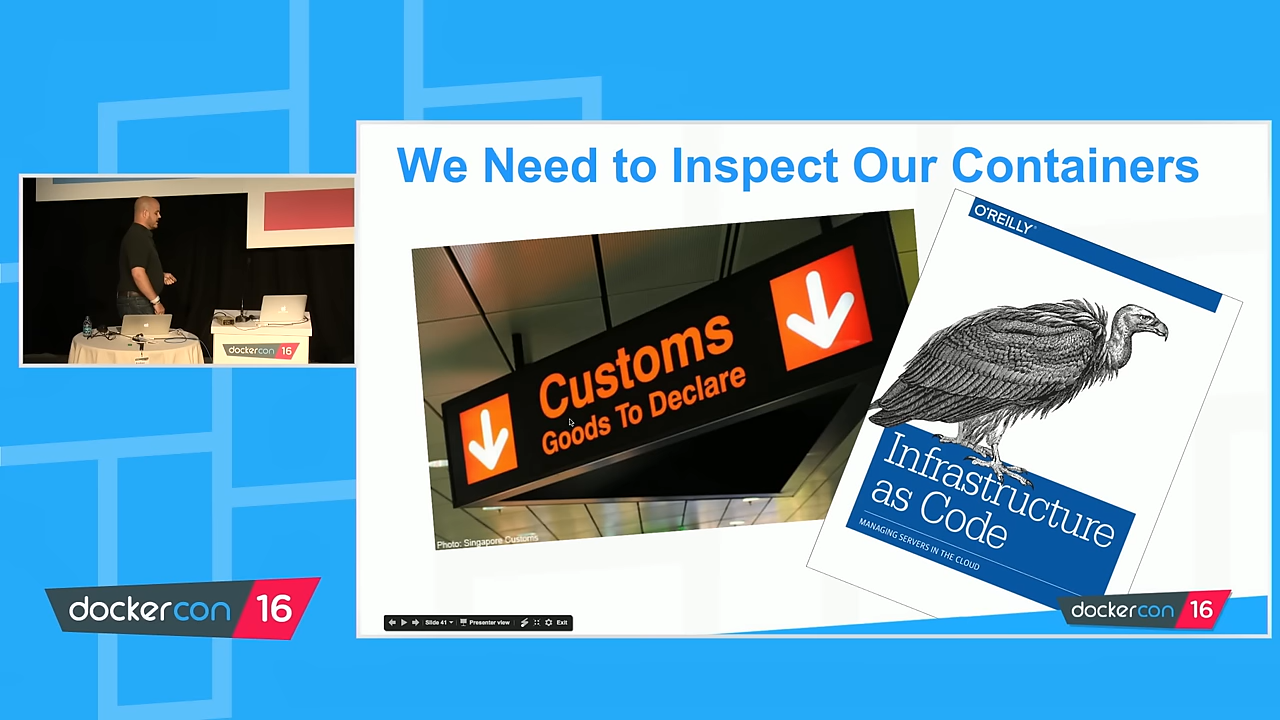 We Need to Inspect Our Containers
O'REILLY®
Customs
Goods To Declare
Infrastructure
as Code
MANAGING SERVERS IN THE CLOUD
Photo: Singapore Customs
dockercon 16
Slide 41
Presenter view
Exit
dockercon 16
dockercon 16